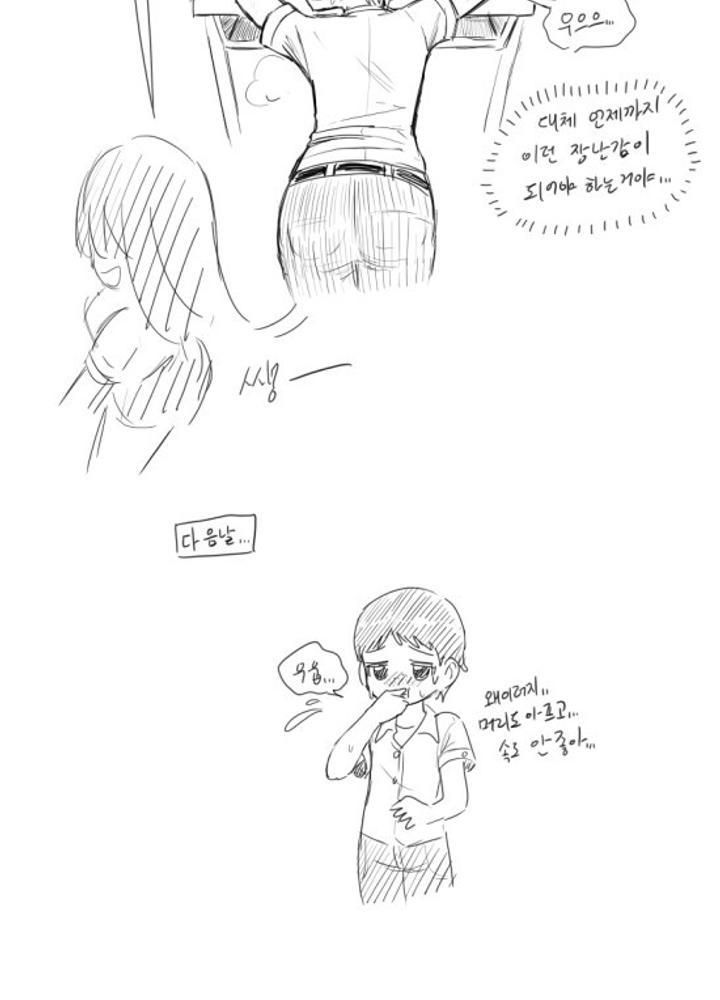 우으으...
대체 언제까지
이런 장난감이
되어야 하는거야...
쌩 —
다음날...
우웁...
왜이러지..
머리도 아프고...
속도 안좋아...